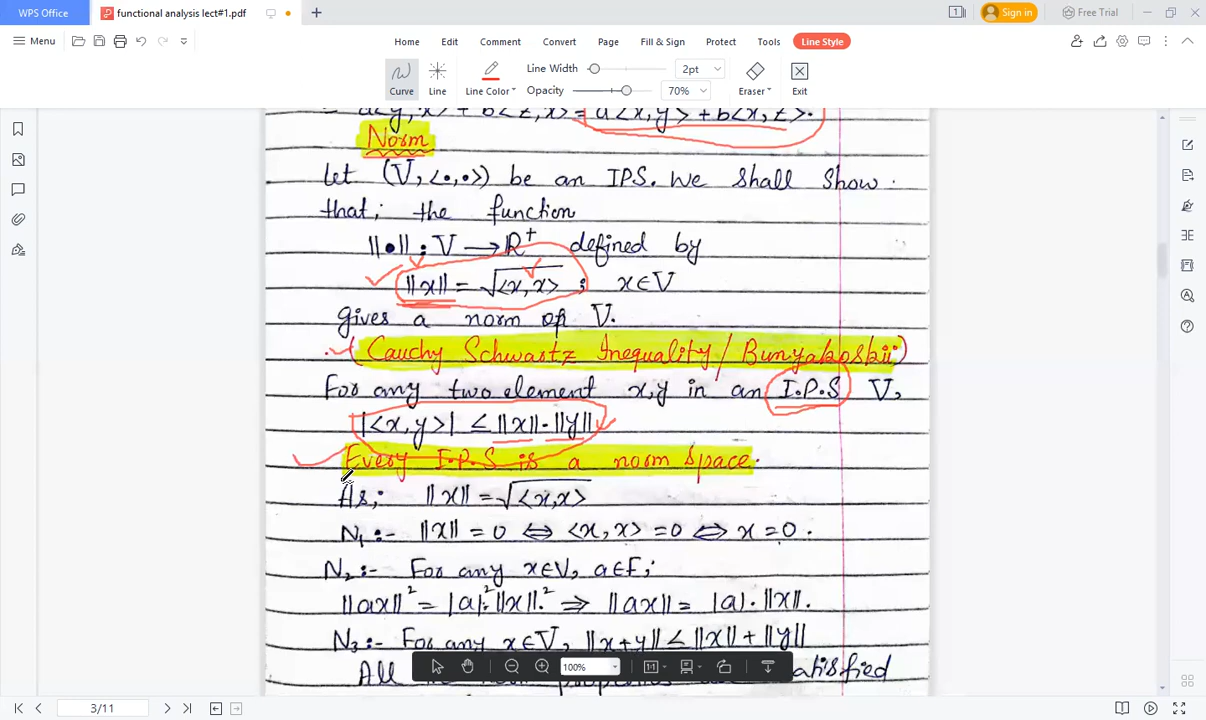 WPS Office
functional analysis lect#1.pdf
Sign in
Free Trial
Menu
Home Edit Comment Convert Page Fill & Sign Protect Tools Line Style
Curve Line Line Color Line Width 2pt Opacity 70% Eraser Exit
= a<y, x> + b<z, x> = a<x, y> + b<x, z>.
Norm
let (V, <•,•>) be an IPS. We shall show
that; the function
||•|| : V → R⁺ defined by
||x|| = √<x, x> ; x∈V
gives a norm of V.
(Cauchy Schwartz Inequality/Bunyakoskii)
For any two element x,y in an I.P.S V,
|<x, y>| ≤ ||x||·||y||
Every I.P.S is a norm space.
As;- ||x|| = √<x,x>
N₁:- ||x|| = 0 ⇔ <x, x> = 0 ⇔ x = 0.
N₂:- For any x∈V, a∈F;
||ax||² = |a|².||x||.² ⇒ ||ax|| = |a|.||x||.
N₃:- For any x∈V, ||x+y|| ≤ ||x|| + ||y||
All satisfied
100%
3/11